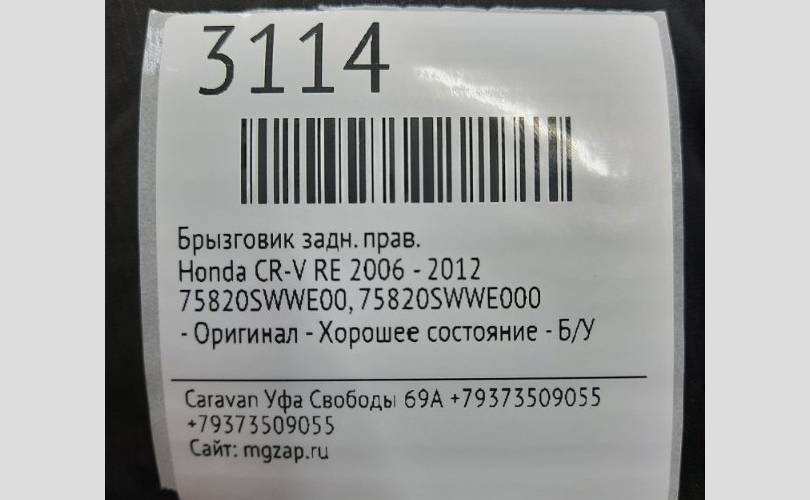 3114
Брызговик задн. прав.
Honda CR-V RE 2006 - 2012
75820SWWE00, 75820SWWE000
- Оригинал - Хорошее состояние - Б/У
Caravan Уфа Свободы 69А +79373509055
+79373509055
Сайт: mgzap.ru